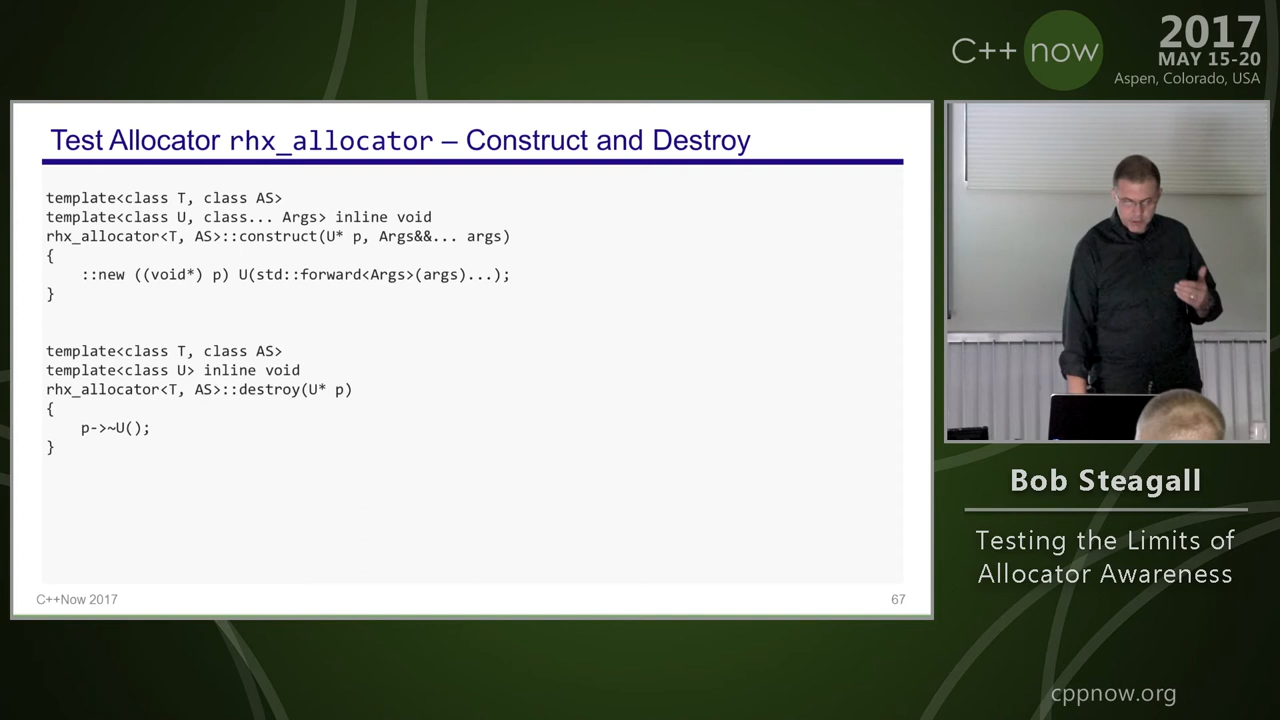 C++ now
2017
MAY 15-20
Aspen, Colorado, USA
Test Allocator rhx_allocator – Construct and Destroy
template<class T, class AS>
template<class U, class... Args> inline void
rhx_allocator<T, AS>::construct(U* p, Args&&... args)
{
    ::new ((void*) p) U(std::forward<Args>(args)...);
}
template<class T, class AS>
template<class U> inline void
rhx_allocator<T, AS>::destroy(U* p)
{
    p->~U();
}
C++Now 2017
67
Bob Steagall
Testing the Limits of
Allocator Awareness
cppnow.org